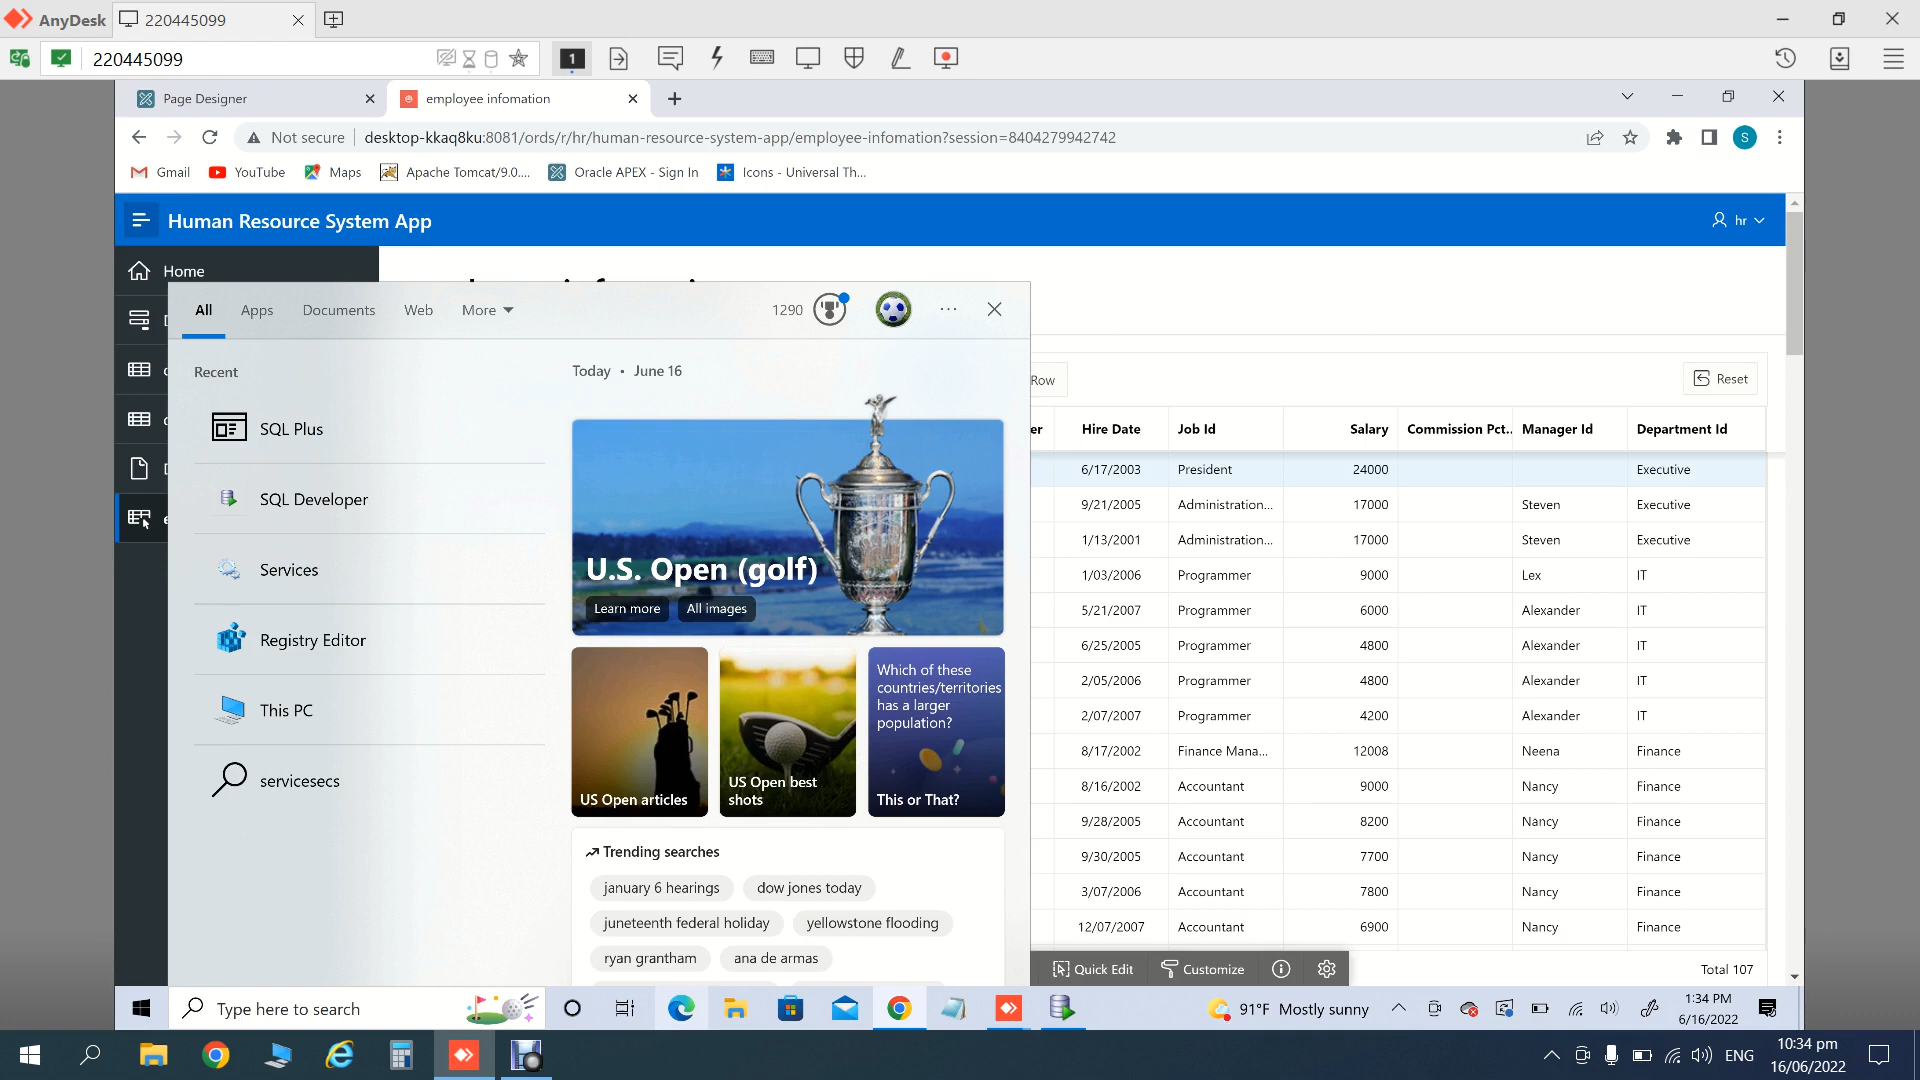 AnyDesk
220445099
220445099
1
Page Designer
employee infomation
Not secure
desktop-kkaq8ku:8081/ords/r/hr/human-resource-system-app/employee-infomation?session=8404279942742
S
Gmail
YouTube
Maps
Apache Tomcat/9.0....
Oracle APEX - Sign In
Icons - Universal Th...
Human Resource System App
hr
Home
All
Apps
Documents
Web
More
1290
Recent
SQL Plus
SQL Developer
Services
Registry Editor
This PC
servicesecs
Today • June 16
U.S. Open (golf)
Learn more
All images
US Open articles
US Open best
shots
Which of these
countries/territories
has a larger
population?
This or That?
Trending searches
january 6 hearings
dow jones today
juneteenth federal holiday
yellowstone flooding
ryan grantham
ana de armas
Row
Reset
er Hire Date Job Id Salary Commission Pct.. Manager Id Department Id
6/17/2003 President 24000 Executive
9/21/2005 Administration... 17000 Steven Executive
1/13/2001 Administration... 17000 Steven Executive
1/03/2006 Programmer 9000 Lex IT
5/21/2007 Programmer 6000 Alexander IT
6/25/2005 Programmer 4800 Alexander IT
2/05/2006 Programmer 4800 Alexander IT
2/07/2007 Programmer 4200 Alexander IT
8/17/2002 Finance Mana... 12008 Neena Finance
8/16/2002 Accountant 9000 Nancy Finance
9/28/2005 Accountant 8200 Nancy Finance
9/30/2005 Accountant 7700 Nancy Finance
3/07/2006 Accountant 7800 Nancy Finance
12/07/2007 Accountant 6900 Nancy Finance
Quick Edit
Customize
Total 107
Type here to search
91°F Mostly sunny
1:34 PM
6/16/2022
ENG
10:34 pm
16/06/2022